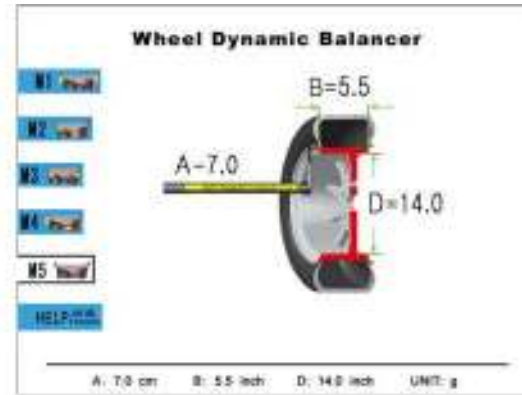 Wheel Dynamic Balancer
M1
M2
M3
M4
M5
HELP
B=5.5
A-7.0
D=14.0
A: 7.0 cm B: 5.5 inch D: 14.0 inch UNIT: g